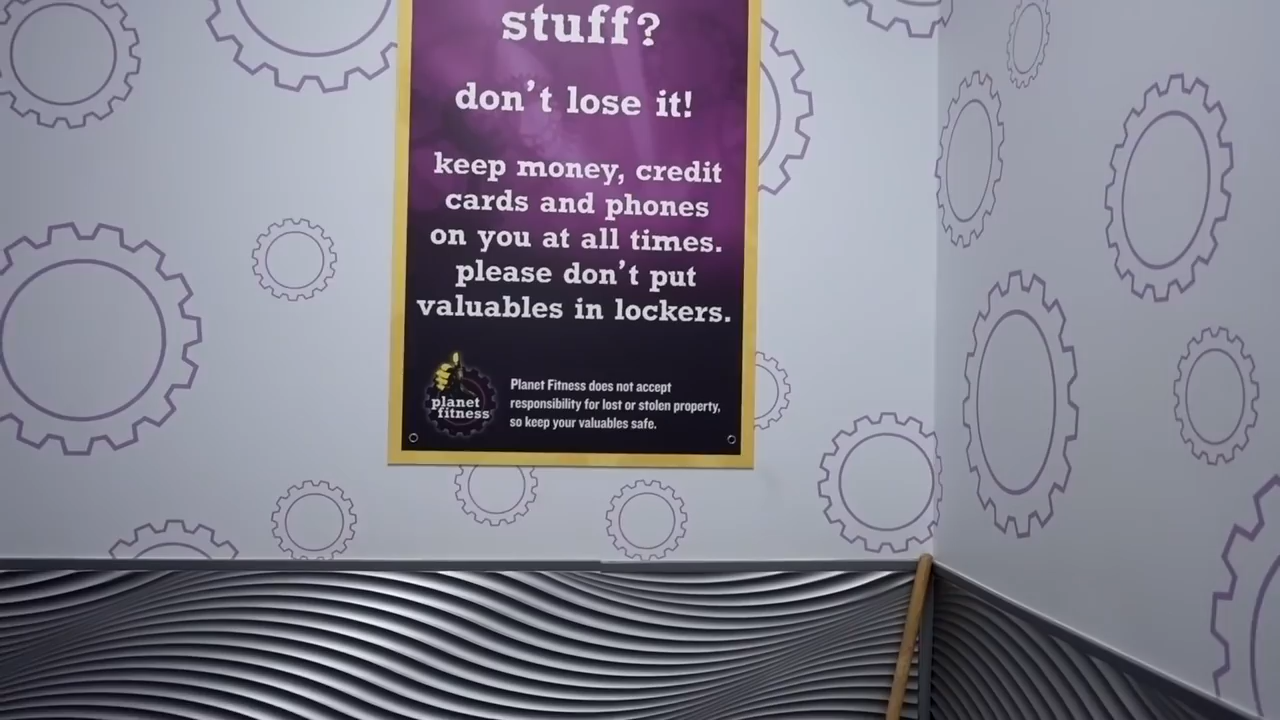 stuff?
don't lose it!
keep money, credit
cards and phones
on you at all times.
please don't put
valuables in lockers.
planet
fitness
Planet Fitness does not accept
responsibility for lost or stolen property,
so keep your valuables safe.